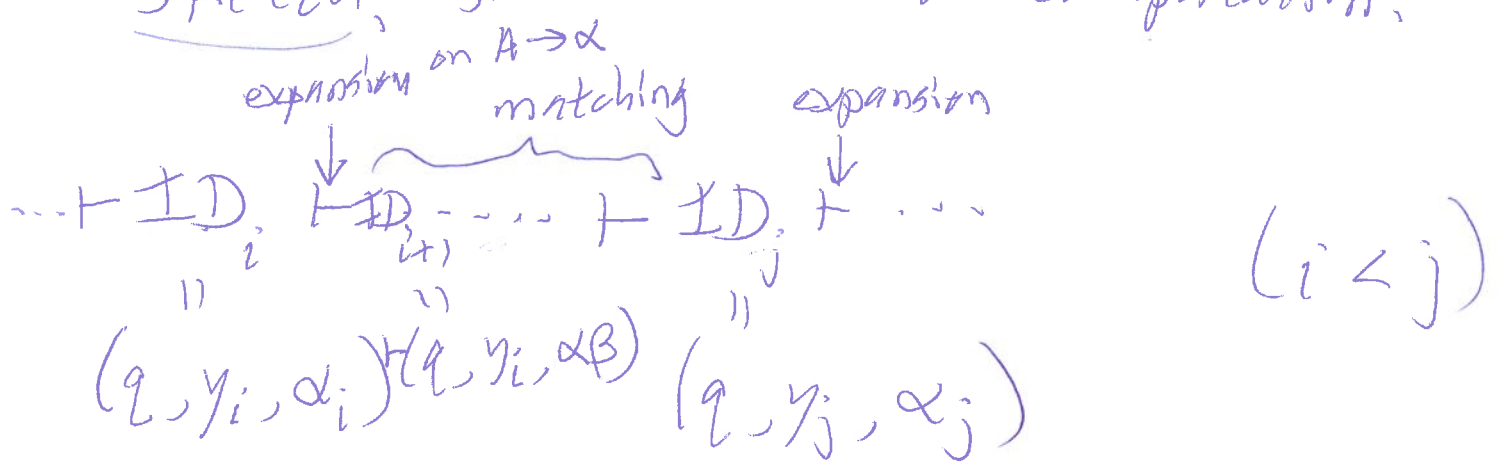 expansion on A→α
matching expansion
...⊢ ID_i ⊢ ID_{i+1} ..... ⊢ ID_j ⊢ ...
(i < j)
(q, y_i, α_i) ⊢ (q, y_i, αβ) (q, y_j, α_j)